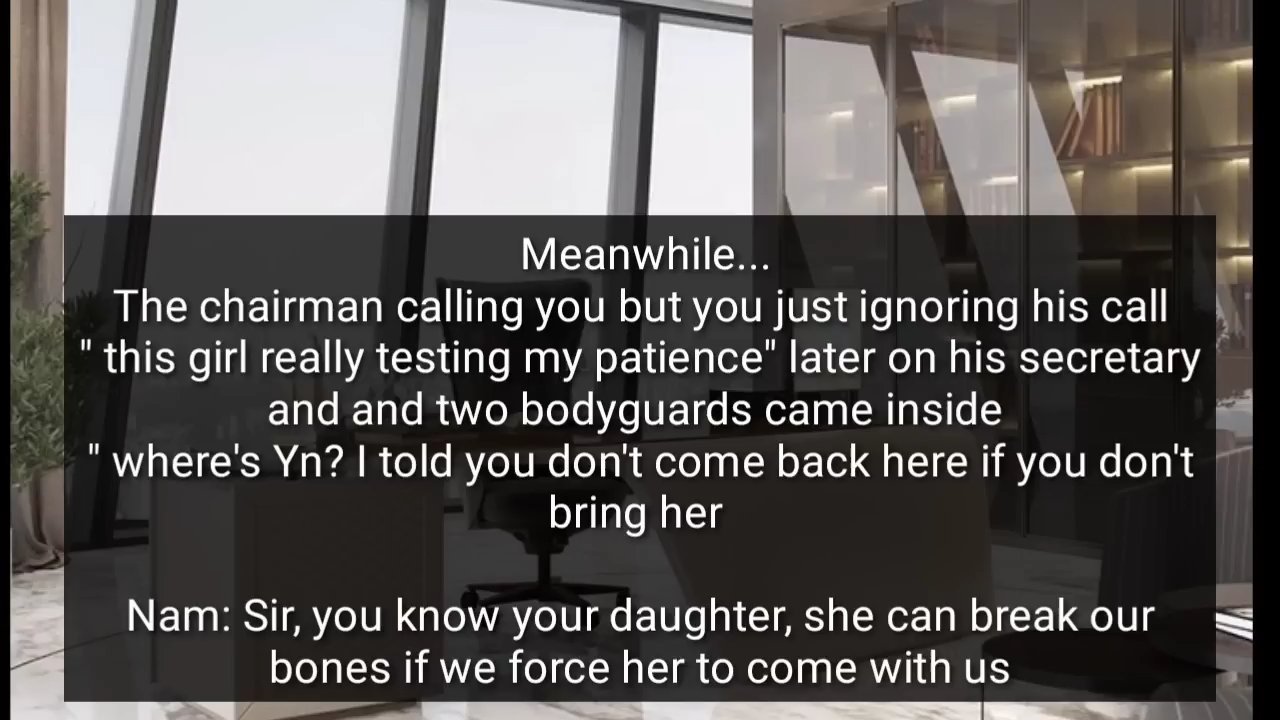 Meanwhile...
The chairman calling you but you just ignoring his call
" this girl really testing my patience" later on his secretary
and and two bodyguards came inside
" where's Yn? I told you don't come back here if you don't
bring her
Nam: Sir, you know your daughter, she can break our
bones if we force her to come with us